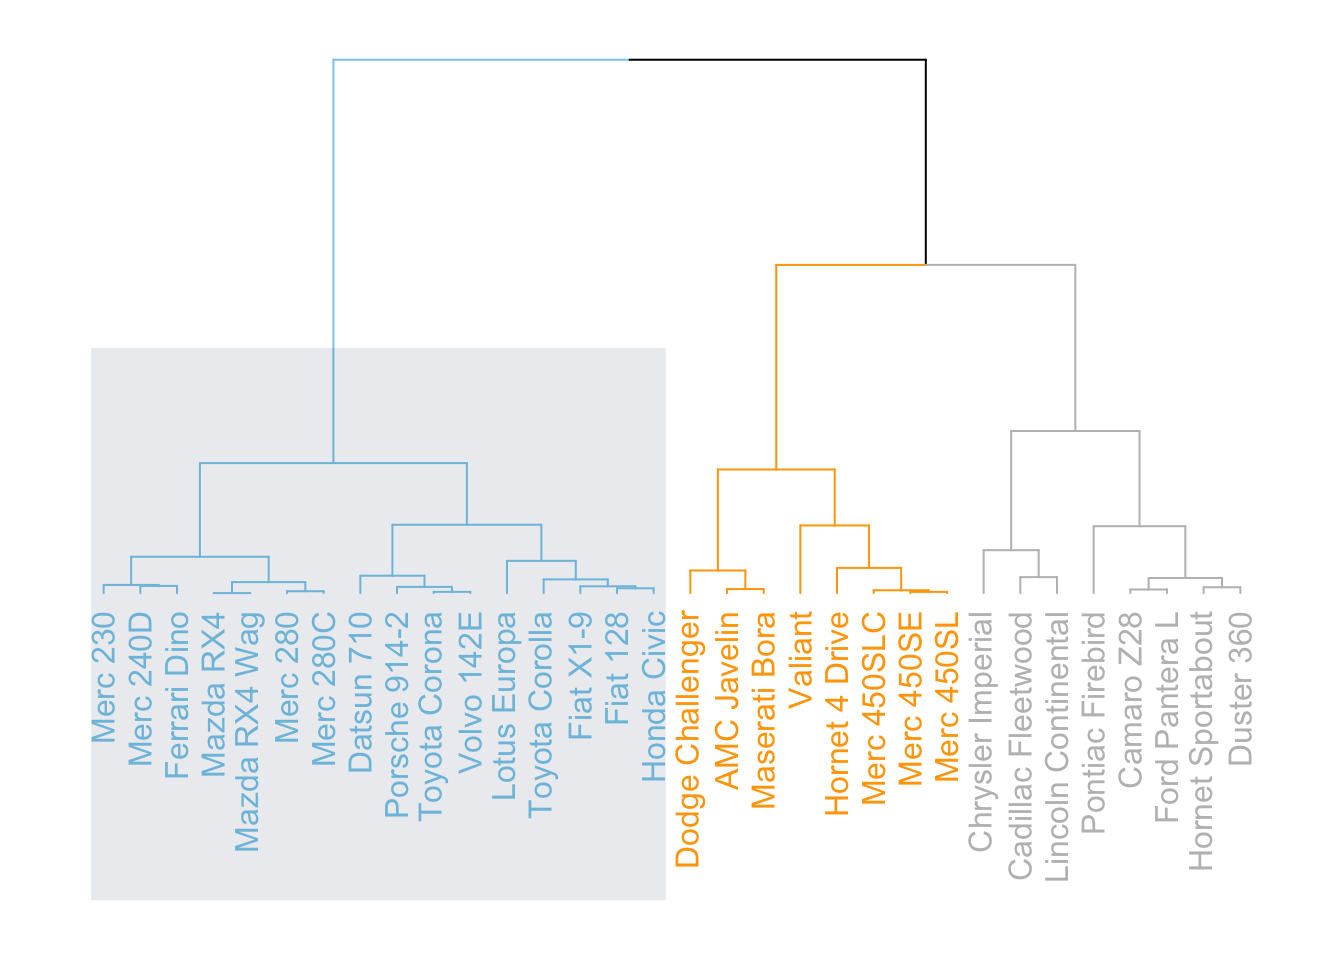 Merc 230
Merc 240D
Ferrari Dino
Mazda RX4
Mazda RX4 Wag
Merc 280
Merc 280C
Datsun 710
Porsche 914-2
Toyota Corona
Volvo 142E
Lotus Europa
Toyota Corolla
Fiat X1-9
Fiat 128
Honda Civic
Dodge Challenger
AMC Javelin
Maserati Bora
Valiant
Hornet 4 Drive
Merc 450SLC
Merc 450SE
Merc 450SL
Chrysler Imperial
Cadillac Fleetwood
Lincoln Continental
Pontiac Firebird
Camaro Z28
Ford Pantera L
Hornet Sportabout
Duster 360